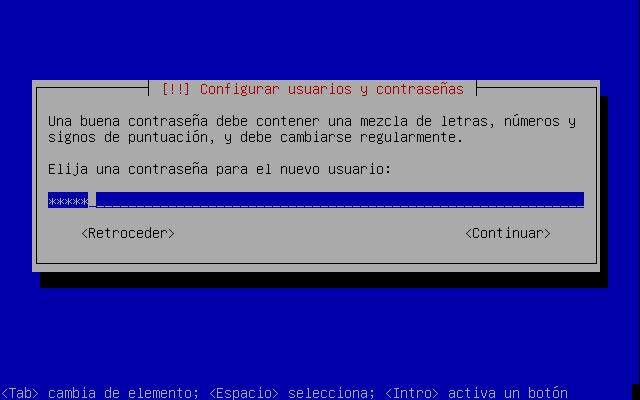 [!!] Configurar usuarios y contraseñas
Una buena contraseña debe contener una mezcla de letras, números y
signos de puntuación, y debe cambiarse regularmente.
Elija una contraseña para el nuevo usuario:
*****
<Retroceder> <Continuar>
<Tab> cambia de elemento; <Espacio> selecciona; <Intro> activa un botón